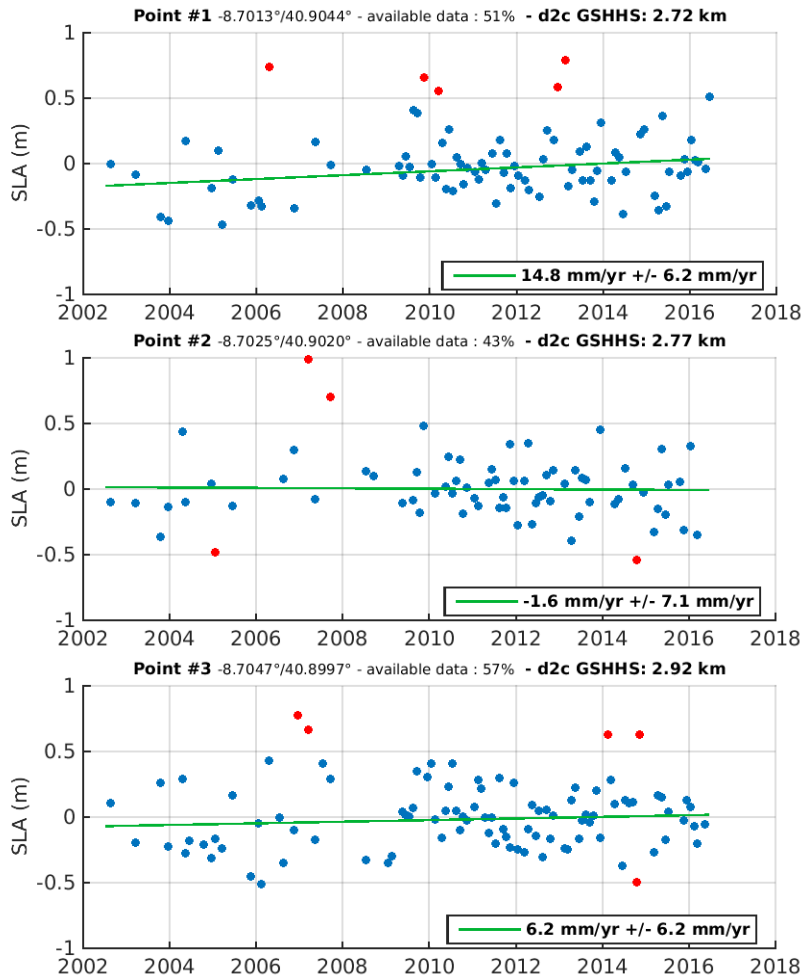 Point #1 -8.7013°/40.9044° - available data : 51% - d2c GSHHS: 2.72 km
1
0.5
0
-0.5
-1
SLA (m)
14.8 mm/yr +/- 6.2 mm/yr
2002 2004 2006 2008 2010 2012 2014 2016 2018
Point #2 -8.7025°/40.9020° - available data : 43% - d2c GSHHS: 2.77 km
1
0.5
0
-0.5
-1
SLA (m)
-1.6 mm/yr +/- 7.1 mm/yr
2002 2004 2006 2008 2010 2012 2014 2016 2018
Point #3 -8.7047°/40.8997° - available data : 57% - d2c GSHHS: 2.92 km
1
0.5
0
-0.5
-1
SLA (m)
6.2 mm/yr +/- 6.2 mm/yr
2002 2004 2006 2008 2010 2012 2014 2016 2018